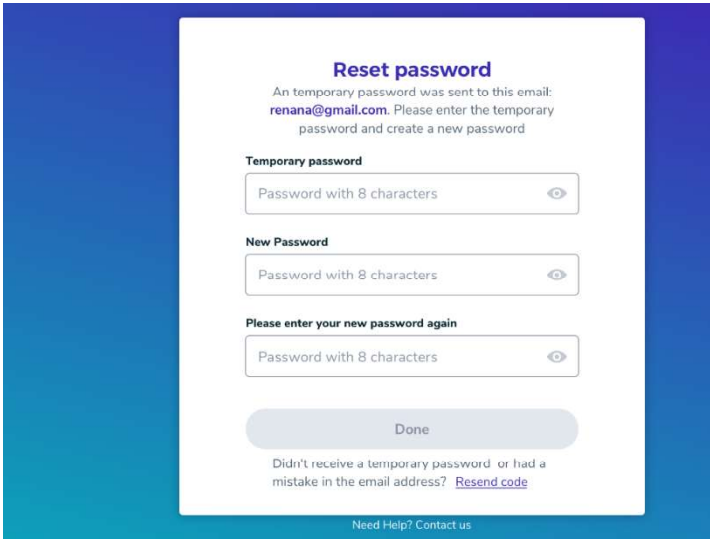 Reset password
An temporary password was sent to this email:
renana@gmail.com. Please enter the temporary
password and create a new password
Temporary password
Password with 8 characters
New Password
Password with 8 characters
Please enter your new password again
Password with 8 characters
Done
Didn't receive a temporary password or had a
mistake in the email address? Resend code
Need Help? Contact us